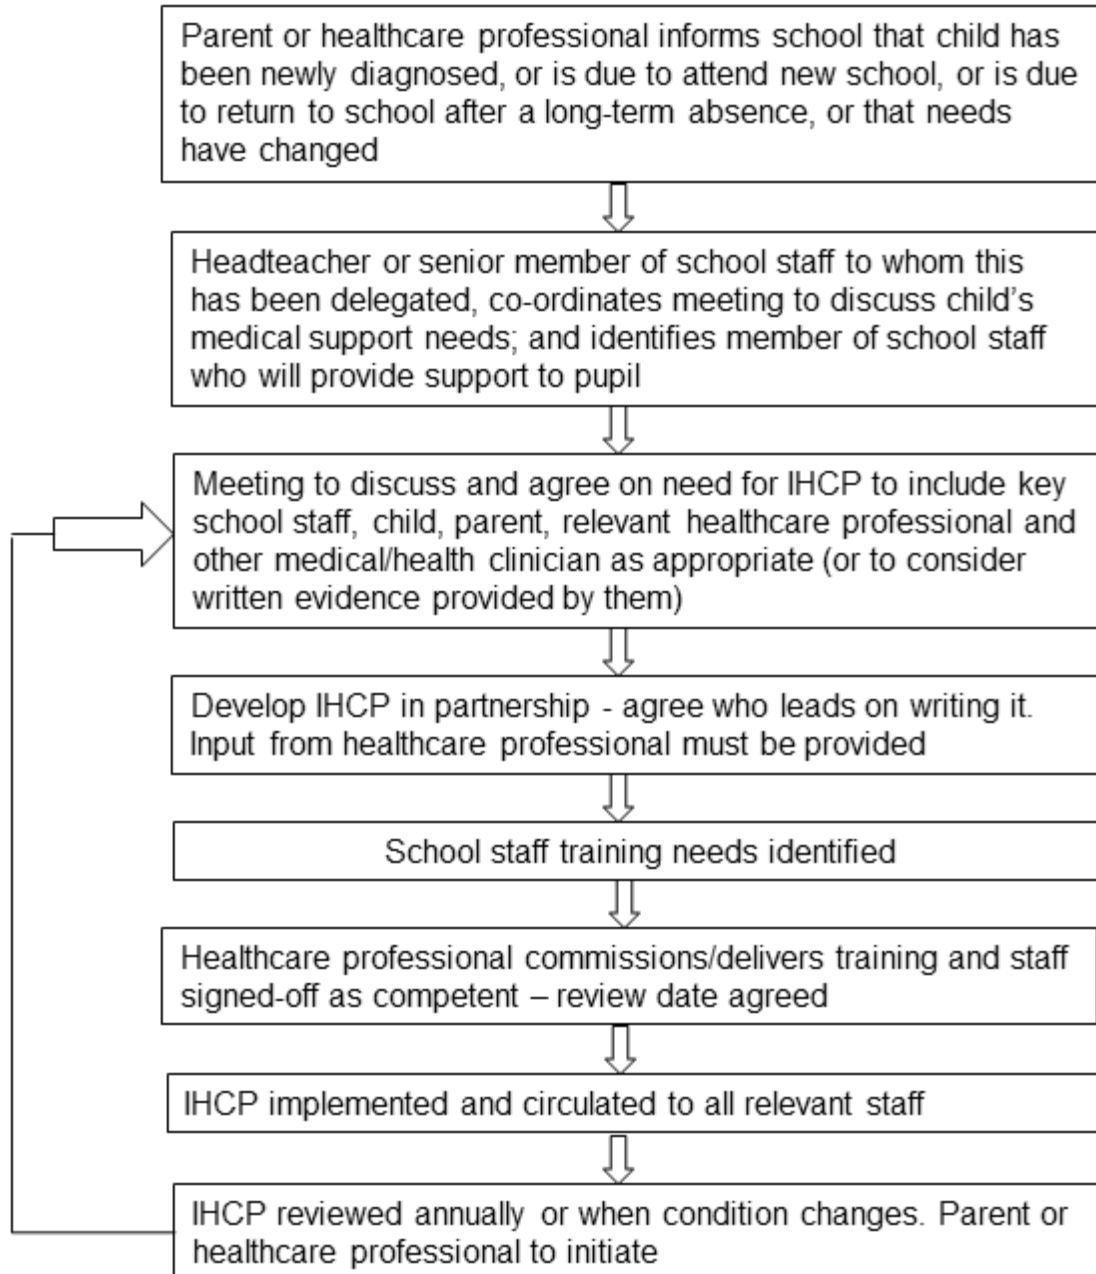 Parent or healthcare professional informs school that child has
been newly diagnosed, or is due to attend new school, or is due
to return to school after a long-term absence, or that needs
have changed
Headteacher or senior member of school staff to whom this
has been delegated, co-ordinates meeting to discuss child’s
medical support needs; and identifies member of school staff
who will provide support to pupil
Meeting to discuss and agree on need for IHCP to include key
school staff, child, parent, relevant healthcare professional and
other medical/health clinician as appropriate (or to consider
written evidence provided by them)
Develop IHCP in partnership - agree who leads on writing it.
Input from healthcare professional must be provided
School staff training needs identified
Healthcare professional commissions/delivers training and staff
signed-off as competent – review date agreed
IHCP implemented and circulated to all relevant staff
IHCP reviewed annually or when condition changes. Parent or
healthcare professional to initiate